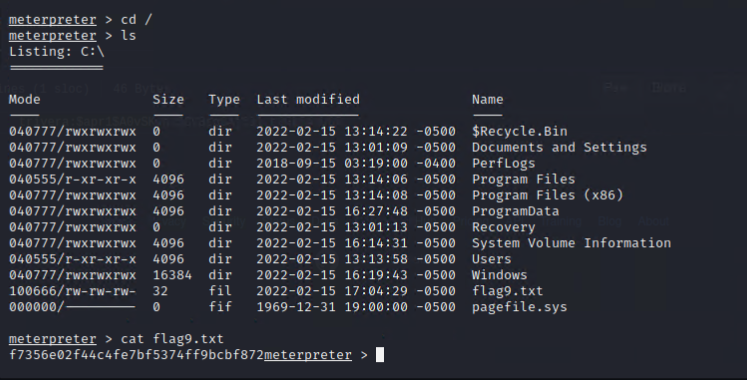 meterpreter > cd /
meterpreter > ls
Listing: C:\
============
Mode Size Type Last modified Name
040777/rwxrwxrwx 0 dir 2022-02-15 13:14:22 -0500 $Recycle.Bin
040777/rwxrwxrwx 0 dir 2022-02-15 13:01:09 -0500 Documents and Settings
040777/rwxrwxrwx 0 dir 2018-09-15 03:19:00 -0400 PerfLogs
040555/r-xr-xr-x 4096 dir 2022-02-15 13:14:06 -0500 Program Files
040777/rwxrwxrwx 4096 dir 2022-02-15 13:14:08 -0500 Program Files (x86)
040777/rwxrwxrwx 4096 dir 2022-02-15 16:27:48 -0500 ProgramData
040777/rwxrwxrwx 0 dir 2022-02-15 13:01:13 -0500 Recovery
040777/rwxrwxrwx 4096 dir 2022-02-15 16:14:31 -0500 System Volume Information
040555/r-xr-xr-x 4096 dir 2022-02-15 13:13:58 -0500 Users
040777/rwxrwxrwx 16384 dir 2022-02-15 16:19:43 -0500 Windows
100666/rw-rw-rw- 32 fil 2022-02-15 17:04:29 -0500 flag9.txt
000000/--------- 0 fif 1969-12-31 19:00:00 -0500 pagefile.sys
meterpreter > cat flag9.txt
f7356e02f44c4fe7bf5374ff9bcbf872meterpreter >